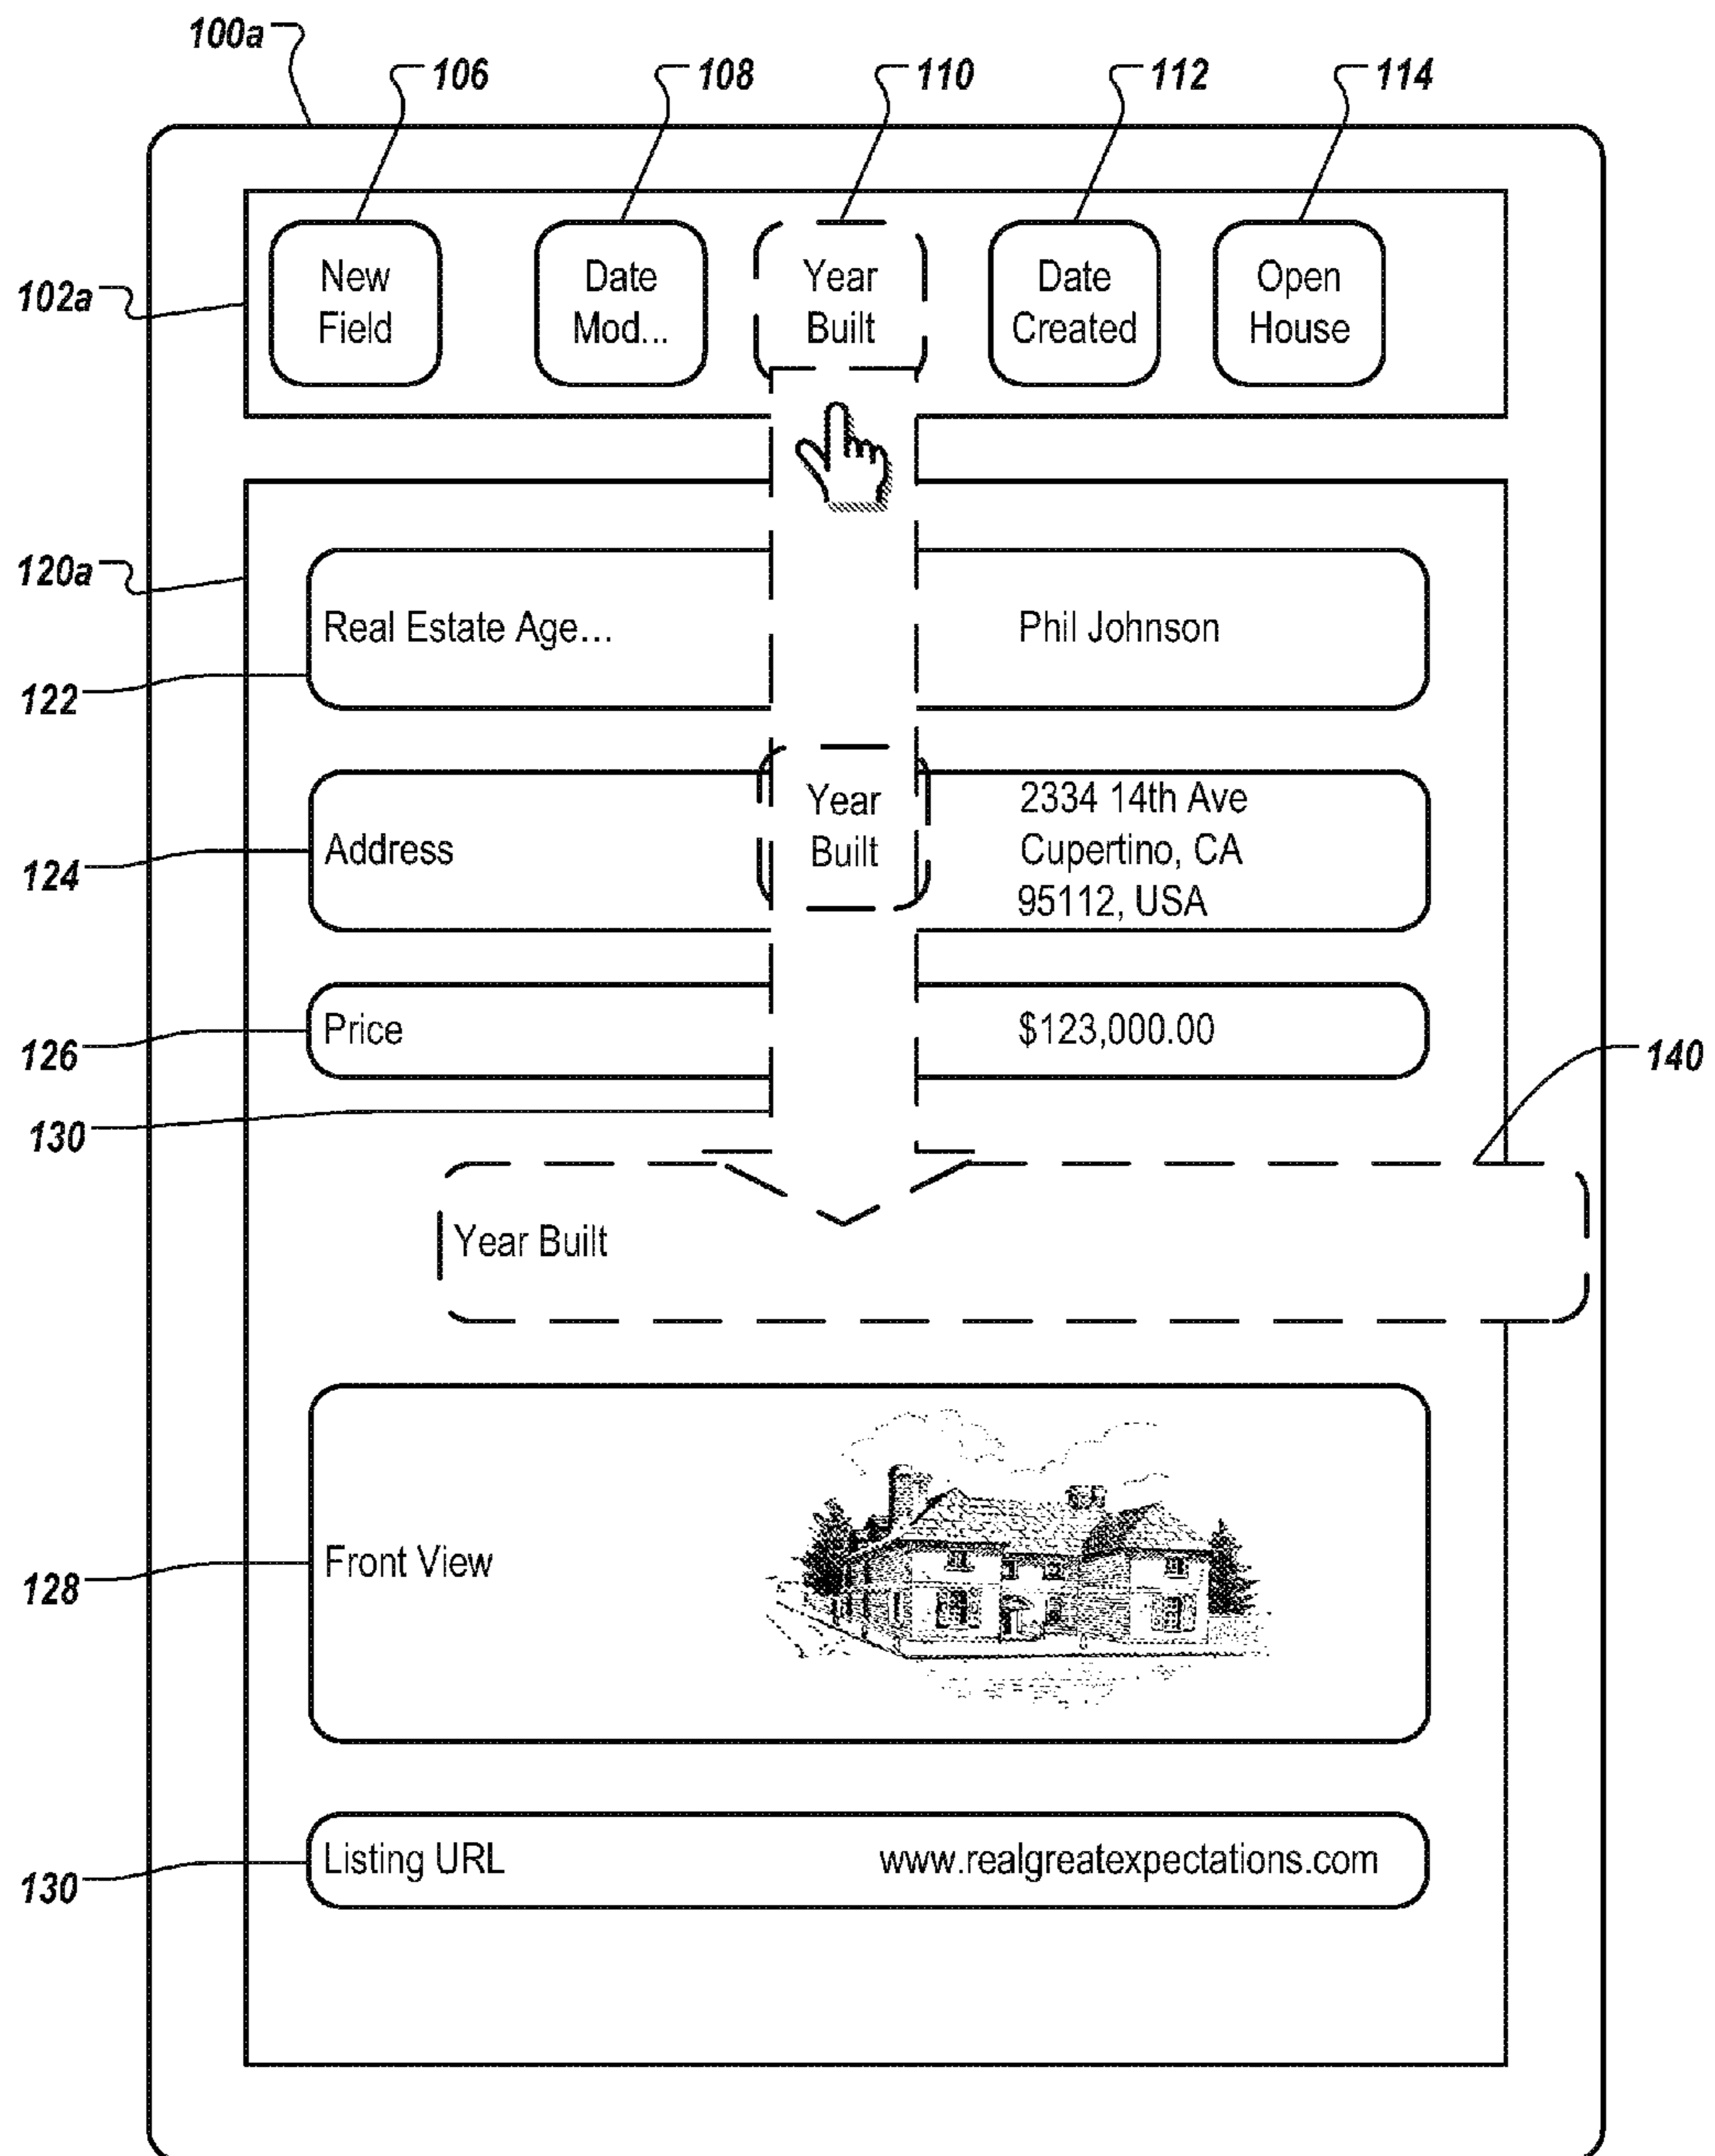 100a
106
108
110
112
114
102a
New
Field
Date
Mod...
Year
Built
Date
Created
Open
House
120a
Real Estate Age...
Phil Johnson
122
Year
Built
2334 14th Ave
Address
Cupertino, CA
95112, USA
124
Price
$123,000.00
126
140
130
Year Built
Front View
128
Listing URL
www.realgreatexpectations.com
130